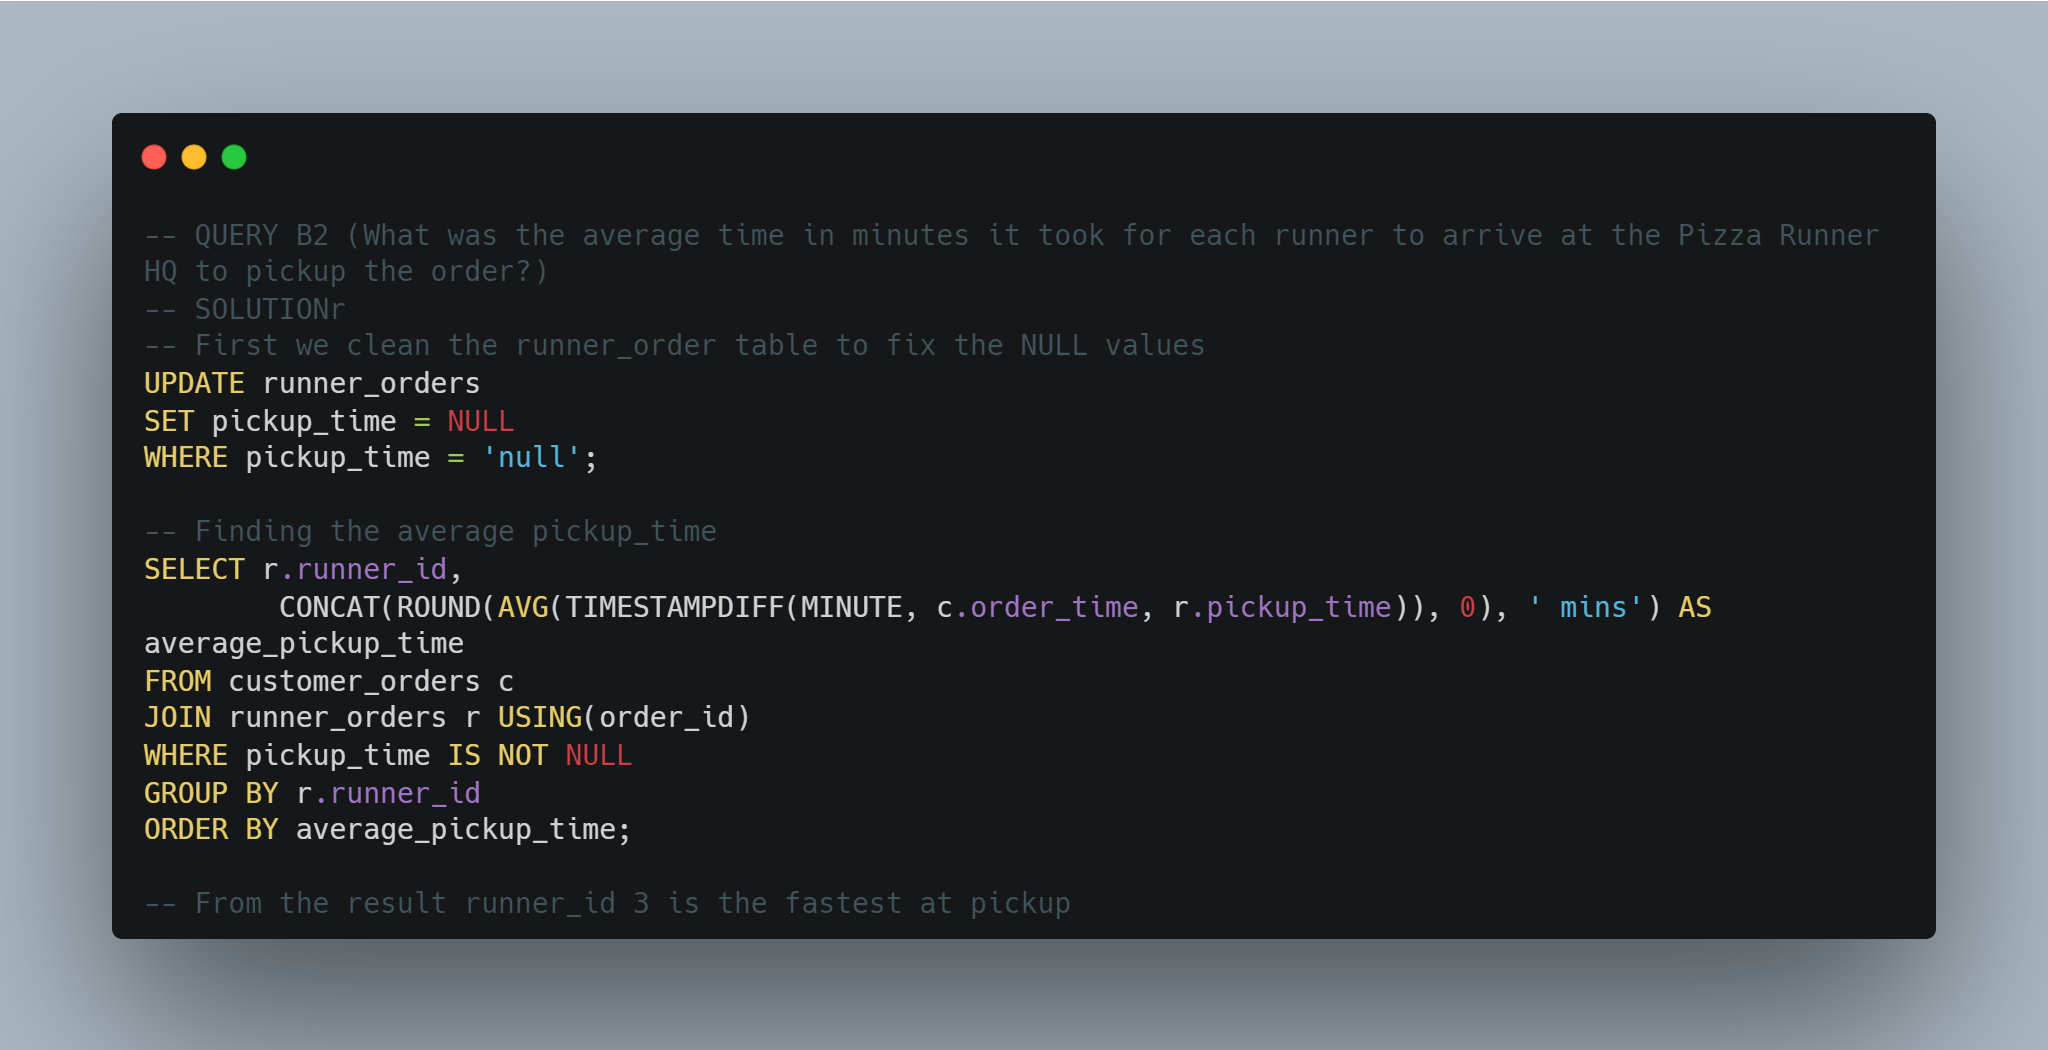 -- QUERY B2 (What was the average time in minutes it took for each runner to arrive at the Pizza Runner
HQ to pickup the order?)
-- SOLUTIONr
-- First we clean the runner_order table to fix the NULL values
UPDATE runner_orders
SET pickup_time = NULL
WHERE pickup_time = 'null';

-- Finding the average pickup_time
SELECT r.runner_id,
        CONCAT(ROUND(AVG(TIMESTAMPDIFF(MINUTE, c.order_time, r.pickup_time)), 0), ' mins') AS
average_pickup_time
FROM customer_orders c
JOIN runner_orders r USING(order_id)
WHERE pickup_time IS NOT NULL
GROUP BY r.runner_id
ORDER BY average_pickup_time;

-- From the result runner_id 3 is the fastest at pickup